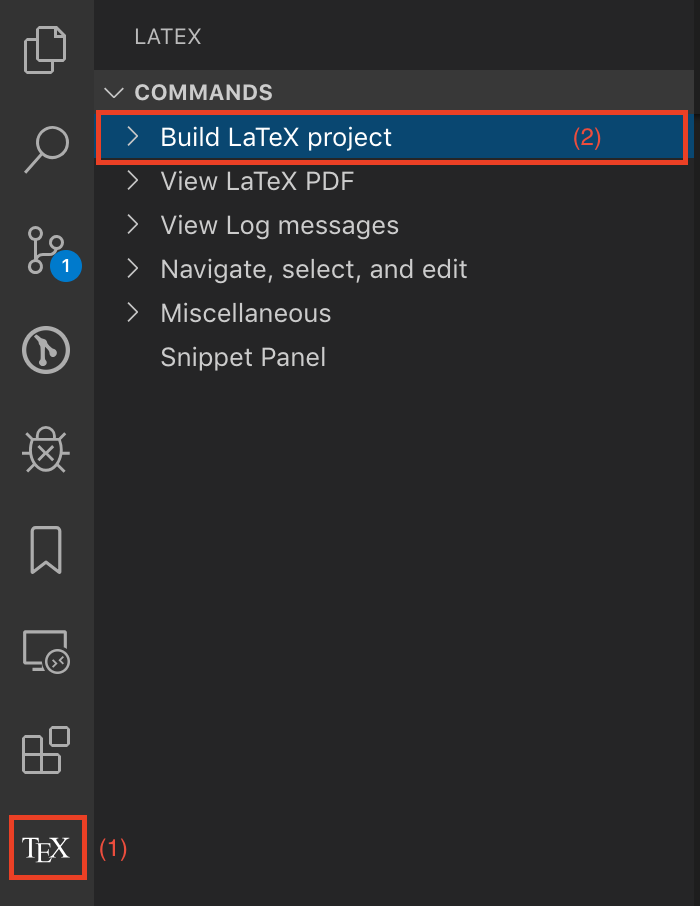 LATEX
COMMANDS
Build LaTeX project (2)
View LaTeX PDF
View Log messages
Navigate, select, and edit
1
Miscellaneous
Snippet Panel
TEX (1)